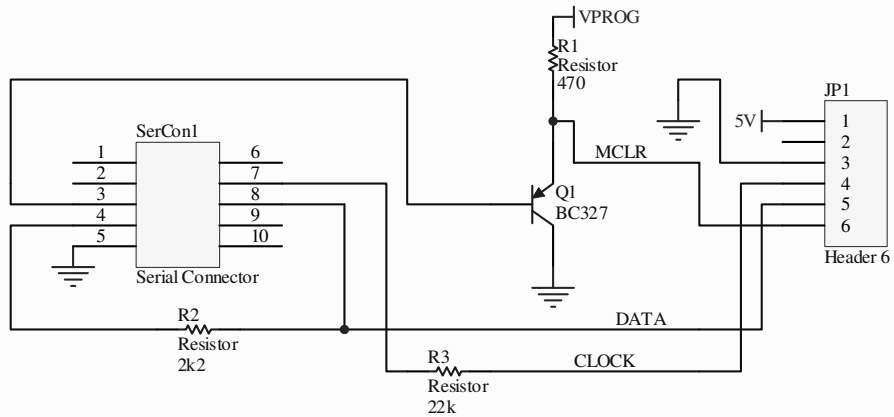 VPROG
R1
Resistor
470
JP1
5V
1
2
3
4
5
6
Header 6
SerCon1
1
2
3
4
5
6
7
8
9
10
Serial Connector
MCLR
Q1
BC327
R2
Resistor
2k2
DATA
R3
Resistor
22k
CLOCK